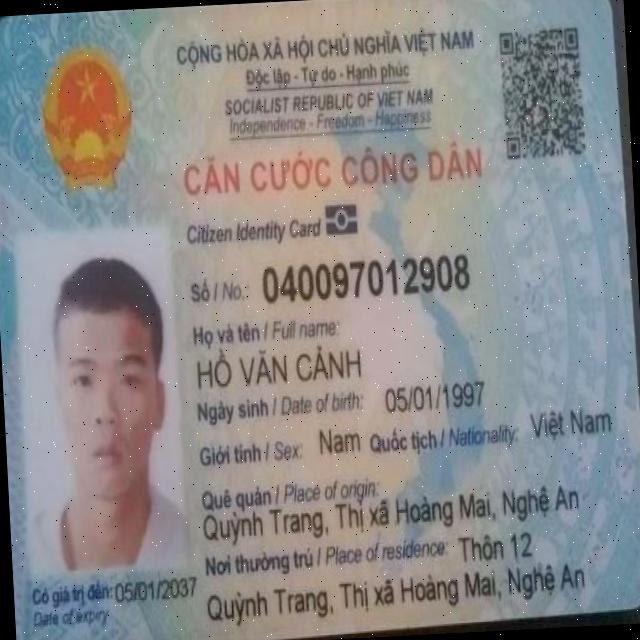 CỘNG HÒA XÃ HỘI CHỦ NGHĨA VIỆT NAM
Độc lập - Tự do - Hạnh phúc
SOCIALIST REPUBLIC OF VIET NAM
Independence - Freedom - Happiness
CĂN CƯỚC CÔNG DÂN
Citizen Identity Card
Số / No.: 040097012908
Họ và tên / Full name:
HỒ VĂN CẢNH
Ngày sinh / Date of birth: 05/01/1997
Giới tính / Sex: Nam Quốc tịch / Nationality: Việt Nam
Quê quán / Place of origin:
Quỳnh Trang, Thị xã Hoàng Mai, Nghệ An
Nơi thường trú / Place of residence: Thôn 12
Quỳnh Trang, Thị xã Hoàng Mai, Nghệ An
Có giá trị đến: 05/01/2037
Date of expiry: